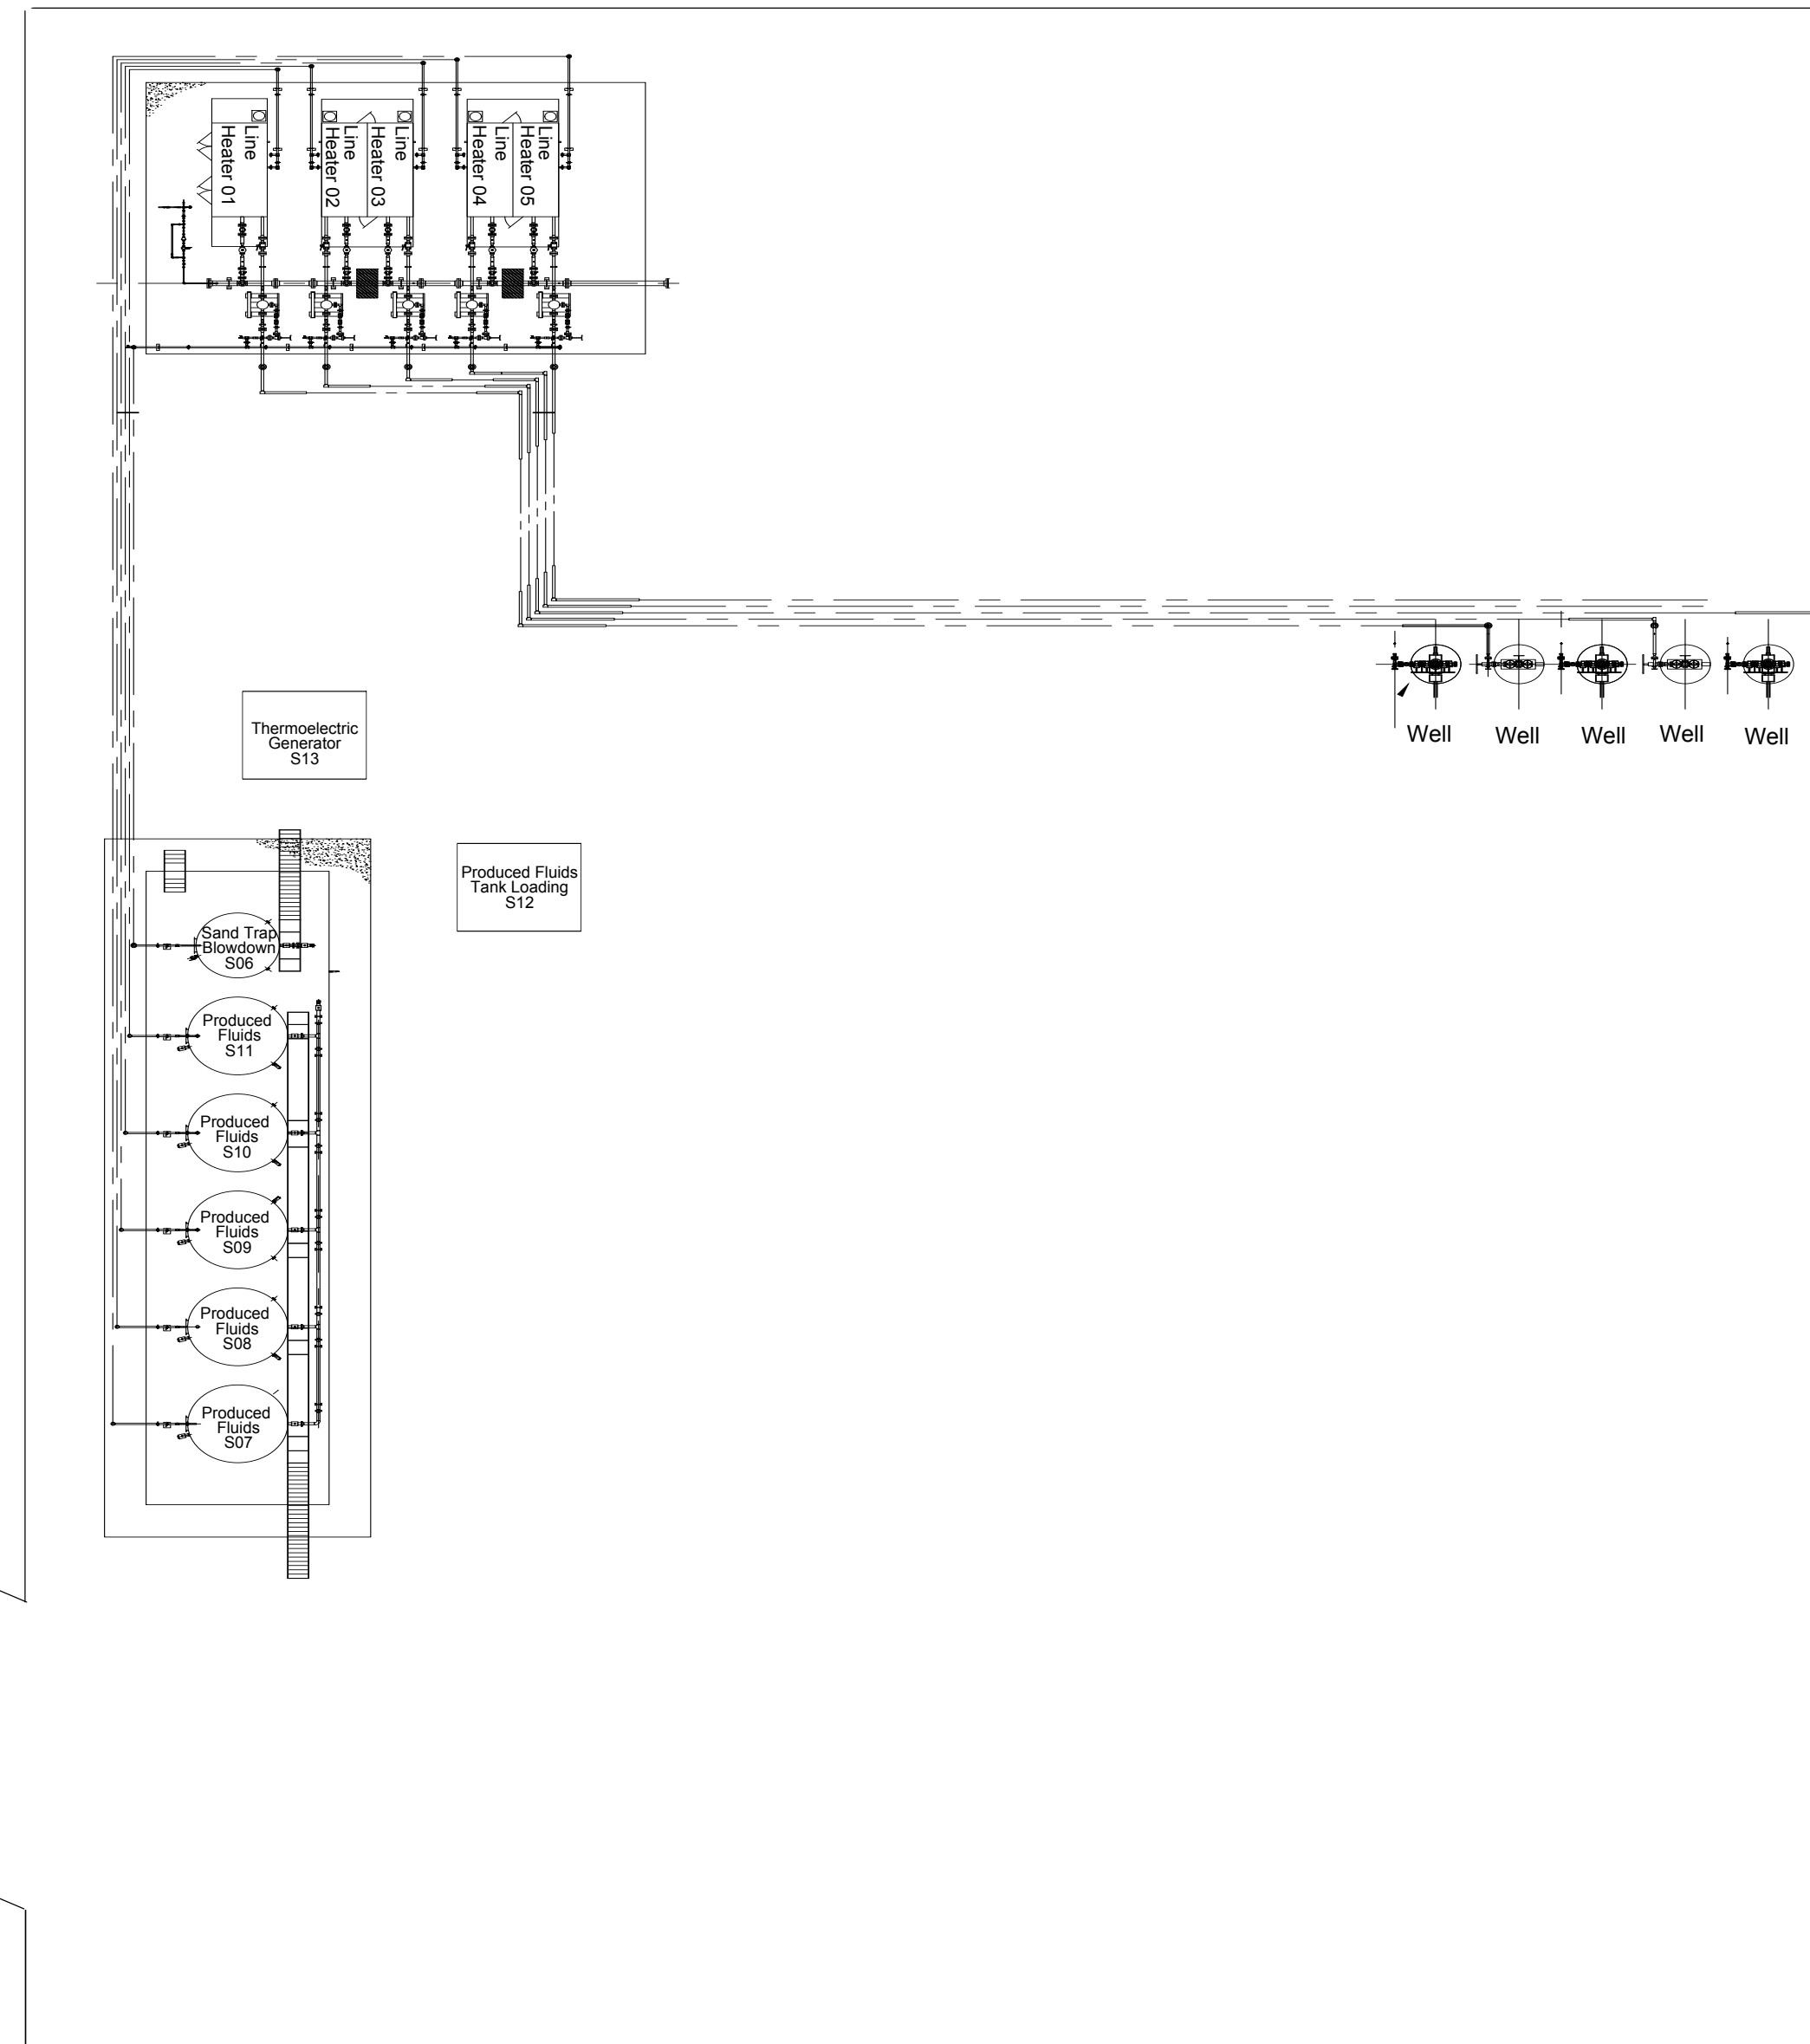 Line
Heater 01
Line
Heater 02
Line
Heater 03
Line
Heater 04
Line
Heater 05
Well
Well
Well
Well
Well
Thermoelectric
Generator
S13
Produced Fluids
Tank Loading
S12
Sand Trap
Blowdown
S06
Produced
Fluids
S11
Produced
Fluids
S10
Produced
Fluids
S09
Produced
Fluids
S08
Produced
Fluids
S07